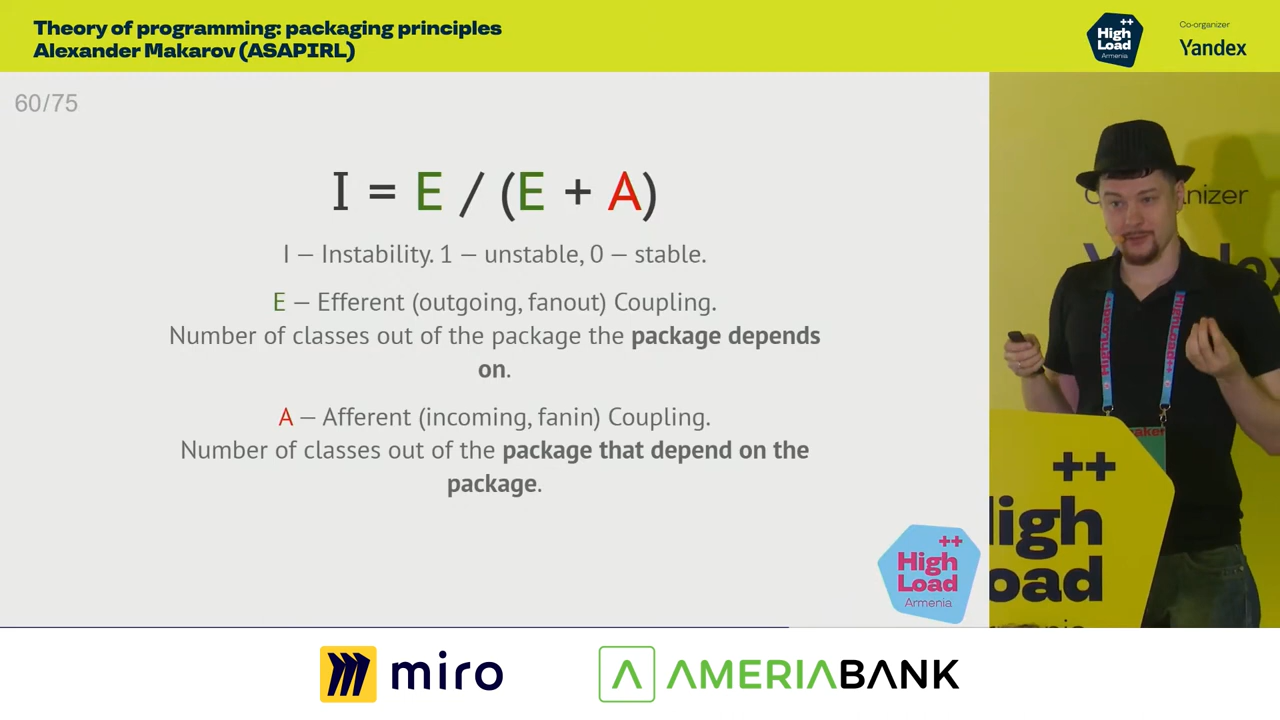 Theory of programming: packaging principles
Alexander Makarov (ASAPIRL)
++
High
Load
Armenia
Co-organizer
Yandex
60/75
I = E / (E + A)
I — Instability. 1 — unstable, 0 — stable.
E — Efferent (outgoing, fanout) Coupling.
Number of classes out of the package the package depends
on.
A — Afferent (incoming, fanin) Coupling.
Number of classes out of the package that depend on the
package.
++
High
Load
Armenia
++
High
Load
miro
AMERIABANK